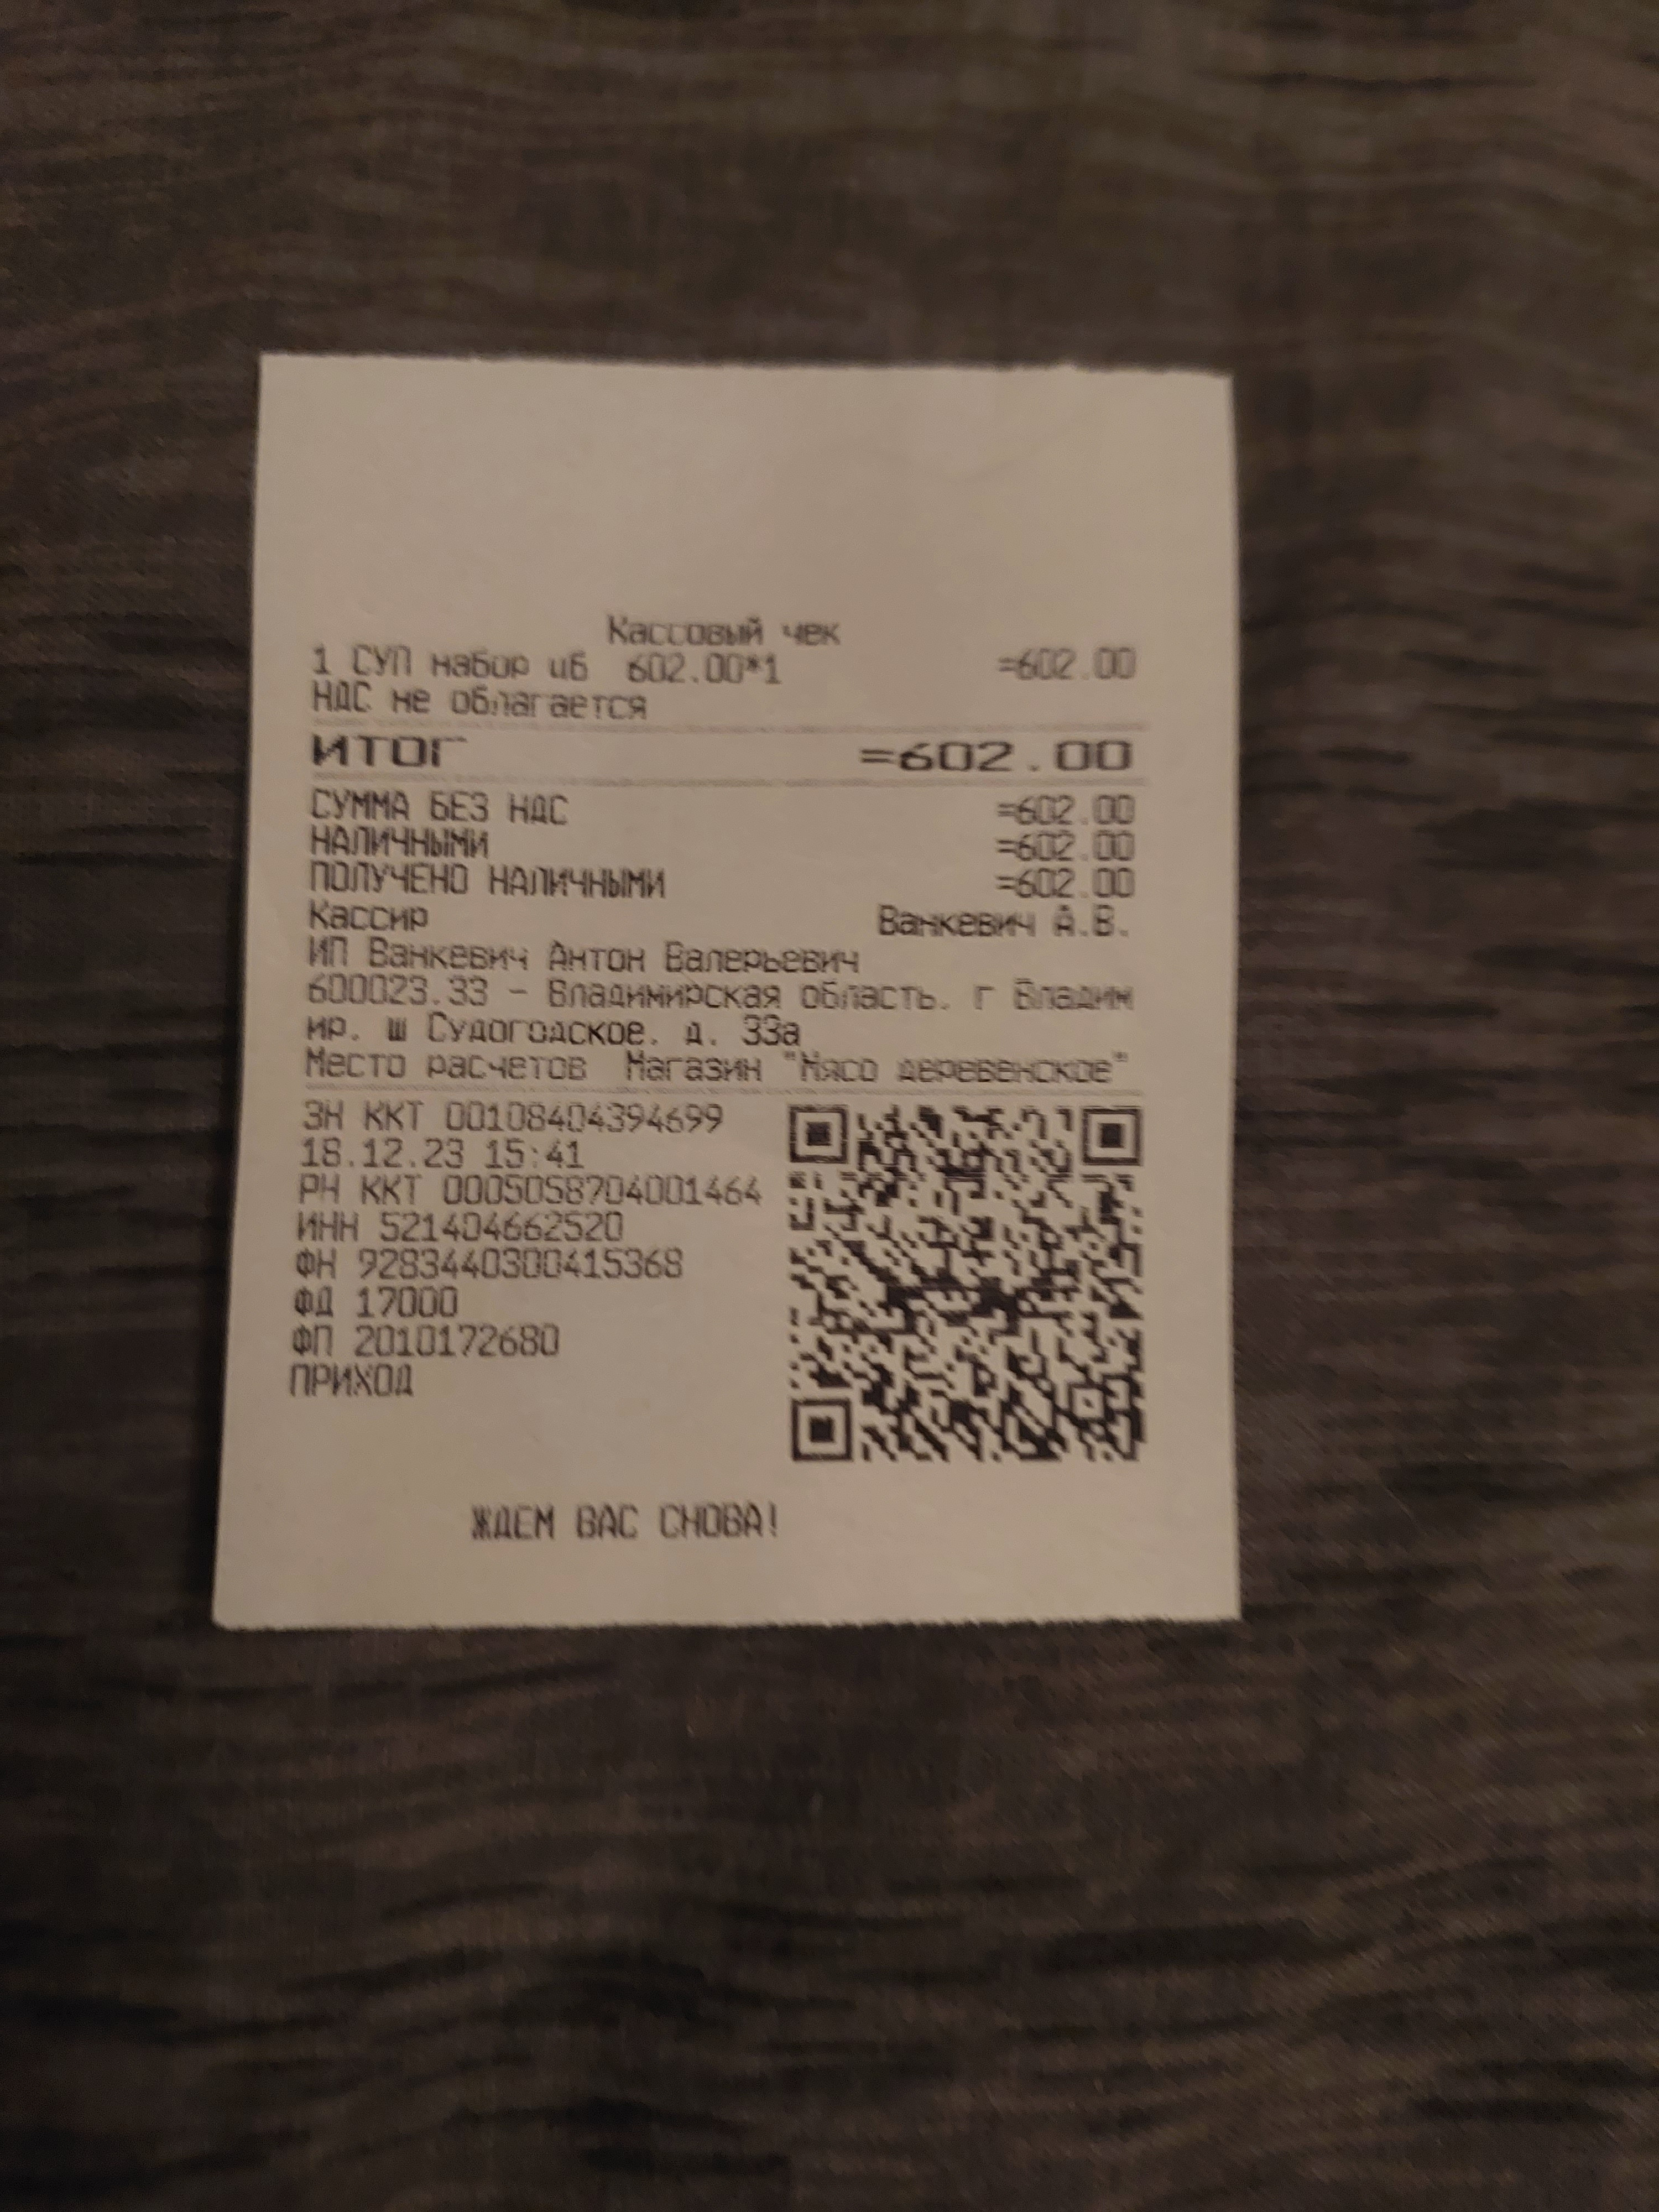 Кассовый чек
1 СУП набор цб 602.00*1 =602.00
НДС не облагается
ИТОГ =602.00
СУММА БЕЗ НДС =602.00
НАЛИЧНЫМИ =602.00
ПОЛУЧЕНО НАЛИЧНЫМИ =602.00
Кассир Ванкевич А.В.
ИП Ванкевич Антон Валерьевич
600023.33 - Владимирская область. г Владим
ир. ш Судогодское. д. 33а
Место расчетов Магазин "Мясо деревенское"
ЗН ККТ 00108404394699
18.12.23 15:41
РН ККТ 0005058704001464
ИНН 521404662520
ФН 9283440300415368
ФД 17000
ФП 2010172680
ПРИХОД
ЖДЕМ ВАС СНОВА!